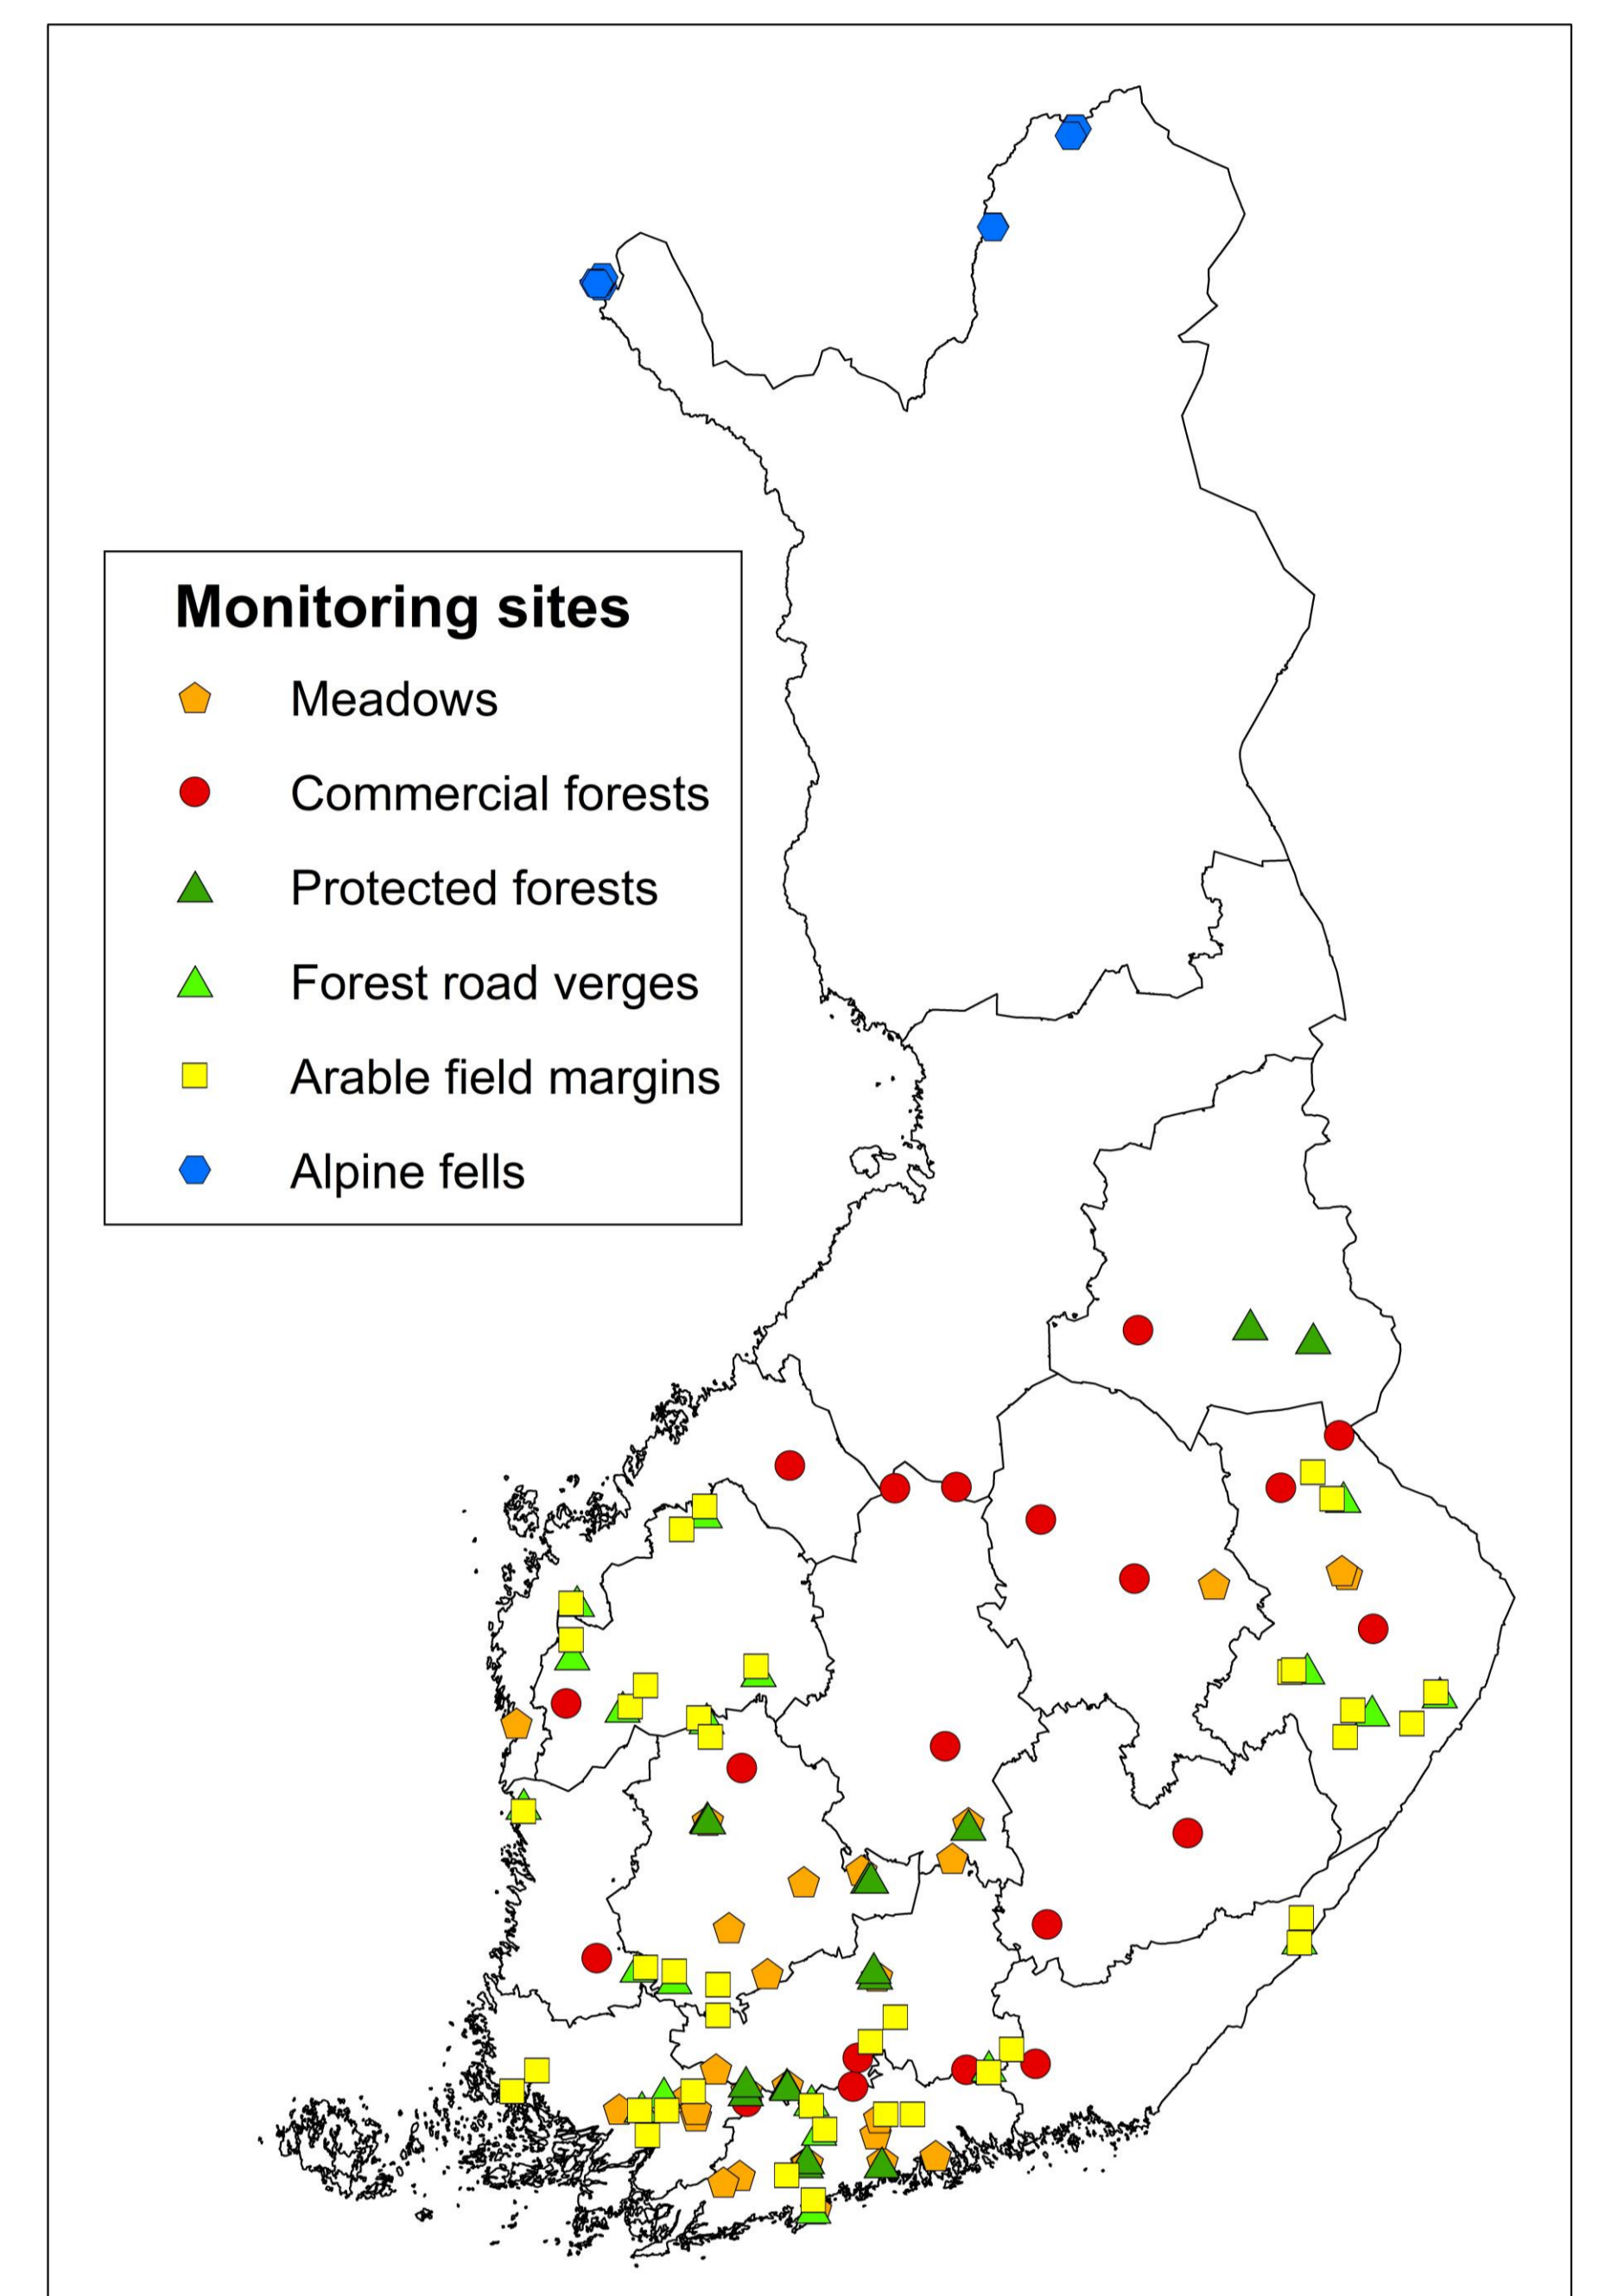 Monitoring sites
Meadows
Commercial forests
Protected forests
Forest road verges
Arable field margins
Alpine fells